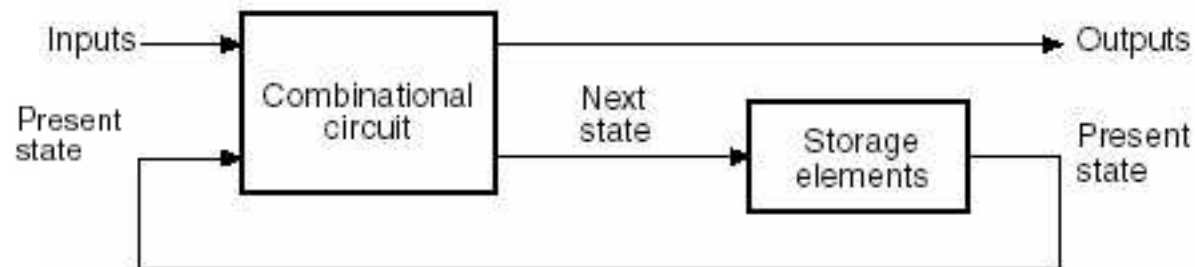 Inputs
Outputs
Combinational
circuit
Present
state
Next
state
Storage
elements
Present
state